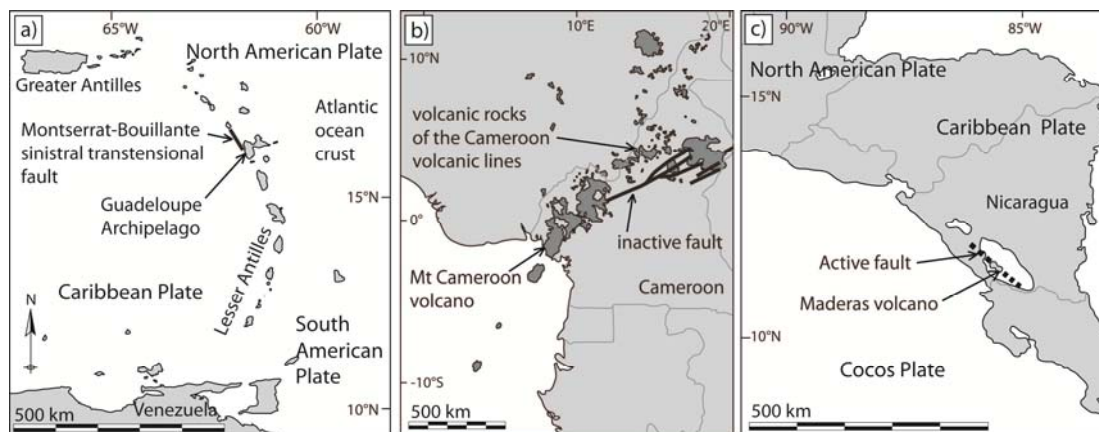 a)
65°W
60°W
North American Plate
Greater Antilles
Montserrat-Bouillante
sinistral transtensional
fault
Atlantic
ocean
crust
Guadeloupe
Archipelago
15°N
Lesser Antilles
Caribbean Plate
N
South
American
Plate
Venezuela
500 km
10°N
b)
10°E
20°E
10°N
volcanic rocks
of the Cameroon
volcanic lines
0°
inactive fault
Mt Cameroon
volcano
Cameroon
-10°S
500 km
c)
90°W
85°W
North American Plate
15°N
Caribbean Plate
Nicaragua
Active fault
Maderas volcano
10°N
Cocos Plate
500 km